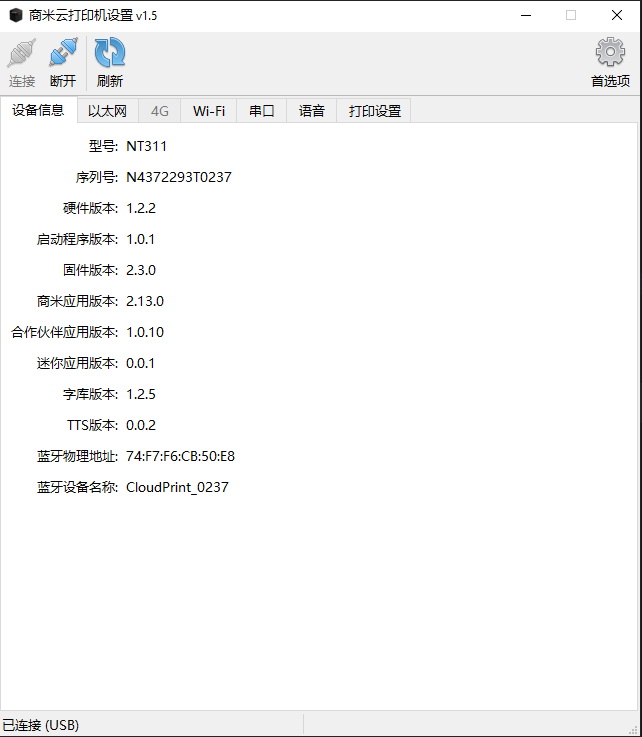 商米云打印机设置 v1.5
连接 断开 刷新 首选项
设备信息 以太网 4G Wi-Fi 串口 语音 打印设置
型号: NT311
序列号: N4372293T0237
硬件版本: 1.2.2
启动程序版本: 1.0.1
固件版本: 2.3.0
商米应用版本: 2.13.0
合作伙伴应用版本: 1.0.10
迷你应用版本: 0.0.1
字库版本: 1.2.5
TTS版本: 0.0.2
蓝牙物理地址: 74:F7:F6:CB:50:E8
蓝牙设备名称: CloudPrint_0237
已连接 (USB)